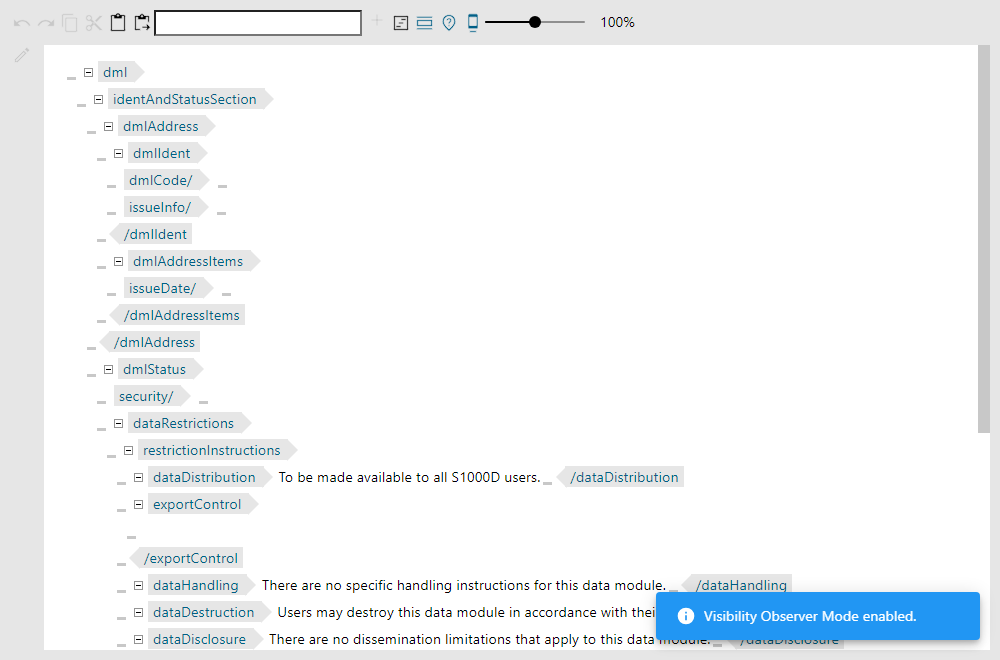 100%
dml
identAndStatusSection
dmlAddress
dmlIdent
dmlCode/
issueInfo/
/dmlIdent
dmlAddressItems
issueDate/
/dmlAddressItems
/dmlAddress
dmlStatus
security/
dataRestrictions
restrictionInstructions
dataDistribution To be made available to all S1000D users. /dataDistribution
exportControl
/exportControl
dataHandling There are no specific handling instructions for this data module. /dataHandling
dataDestruction Users may destroy this data module in accordance with thei
Visibility Observer Mode enabled.
dataDisclosure There are no dissemination limitations that apply to this data module. /dataDisclosure